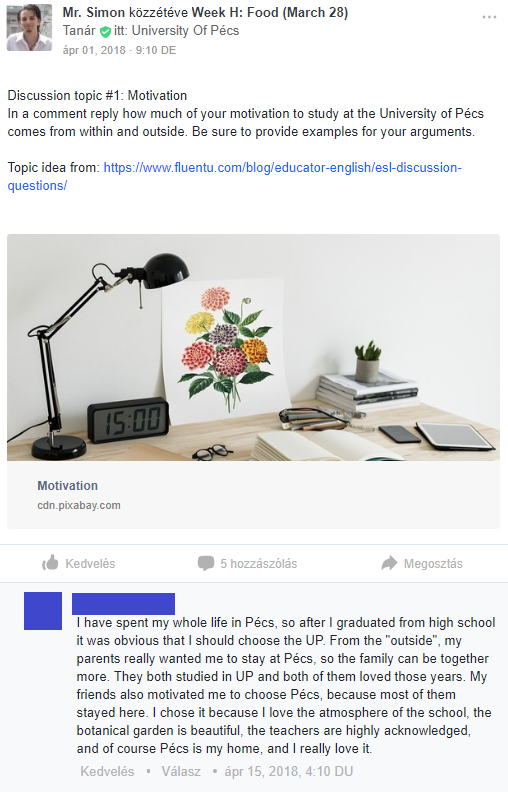 Mr. Simon közzétéve Week H: Food (March 28)
Tanár itt: University Of Pécs
ápr 01, 2018 · 9:10 DE
Discussion topic #1: Motivation
In a comment reply how much of your motivation to study at the University of Pécs
comes from within and outside. Be sure to provide examples for your arguments.
Topic idea from: https://www.fluentu.com/blog/educator-english/esl-discussion-
questions/
15:00
Motivation
cdn.pixabay.com
Kedvelés 5 hozzászólás Megosztás
I have spent my whole life in Pécs, so after I graduated from high school
it was obvious that I should choose the UP. From the "outside", my
parents really wanted me to stay at Pécs, so the family can be together
more. They both studied in UP and both of them loved those years. My
friends also motivated me to choose Pécs, because most of them
stayed here. I chose it because I love the atmosphere of the school, the
botanical garden is beautiful, the teachers are highly acknowledged,
and of course Pécs is my home, and I really love it.
Kedvelés • Válasz • ápr 15, 2018, 4:10 DU